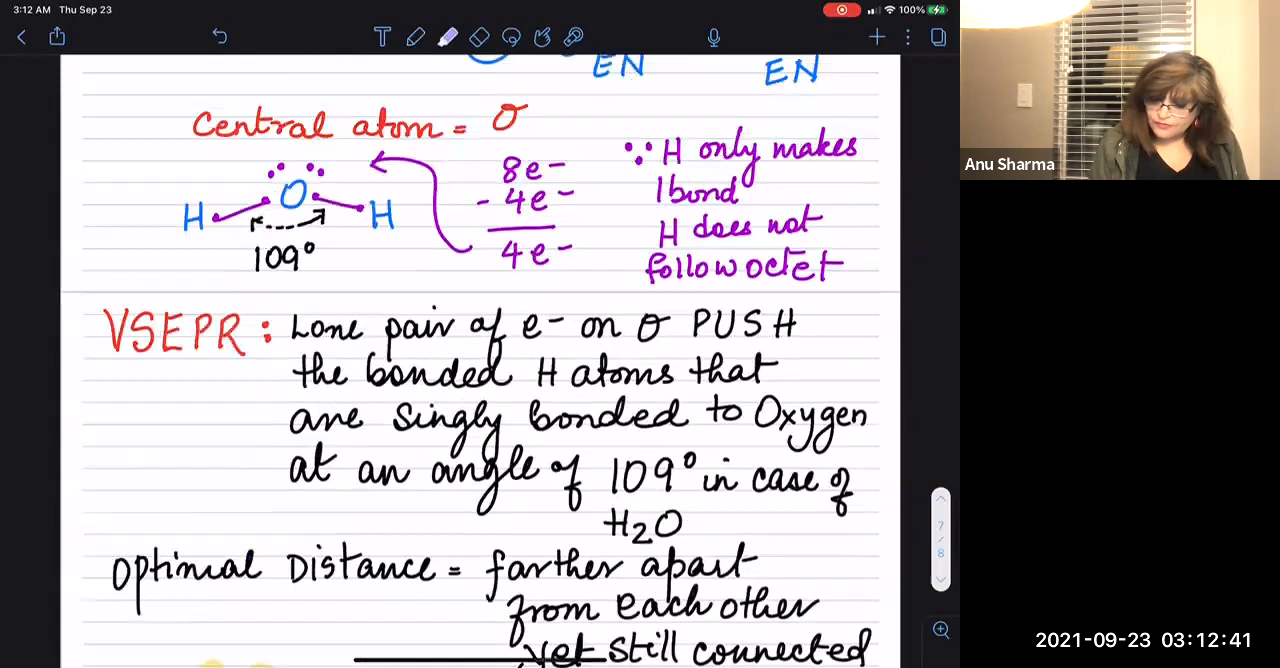 3:12 AM Thu Sep 23
100%
EN
EN
Central atom = O
H O H
109°
8e-
- 4e-
4e-
∵ H only makes
1 bond
H does not
follow octet
VSEPR: Lone pair of e- on O PUSH
the bonded H atoms that
are singly bonded to Oxygen
at an angle of 109° in case of
H2O
Optimal Distance = farther apart
from each other
yet still connected
7
/
8
Anu Sharma
2021-09-23 03:12:41